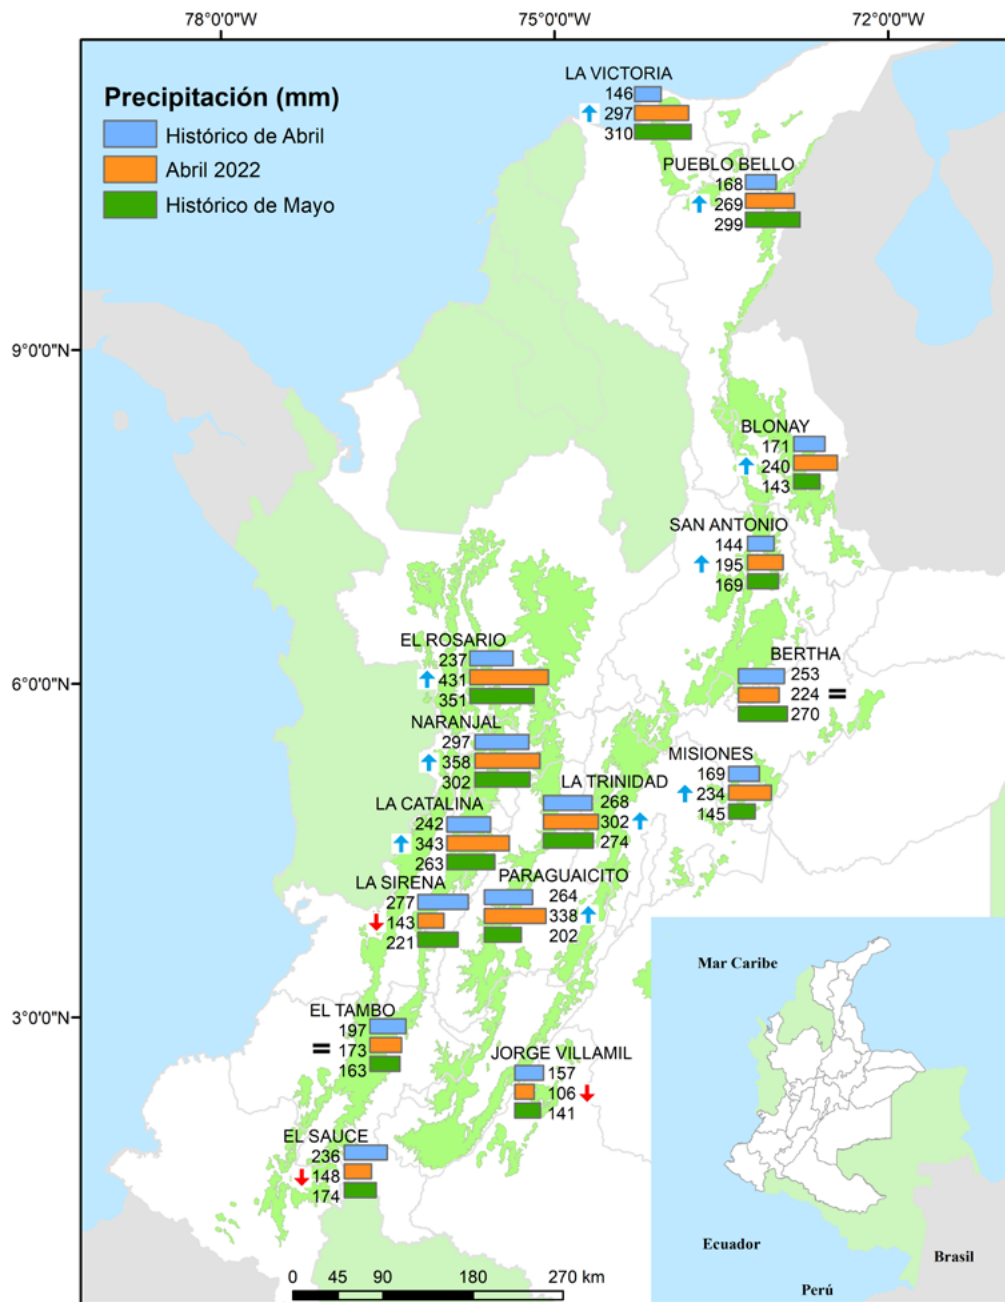 78°0'0"W
75°0'0"W
72°0'0"W
Precipitación (mm)
Histórico de Abril
Abril 2022
Histórico de Mayo
LA VICTORIA
146
297
310
PUEBLO BELLO
168
269
299
9°0'0"N
BLONAY
171
240
143
SAN ANTONIO
144
195
169
EL ROSARIO
237
431
351
BERTHA
253
224 =
270
6°0'0"N
NARANJAL
297
358
302
MISIONES
169
234
145
LA TRINIDAD
268
302
274
LA CATALINA
242
343
263
PARAGUAICITO
264
338
202
LA SIRENA
277
143
221
3°0'0"N
EL TAMBO
197
= 173
163
JORGE VILLAMIL
157
106
141
EL SAUCE
236
148
174
Mar Caribe
Ecuador
Brasil
Perú
0 45 90 180 270 km